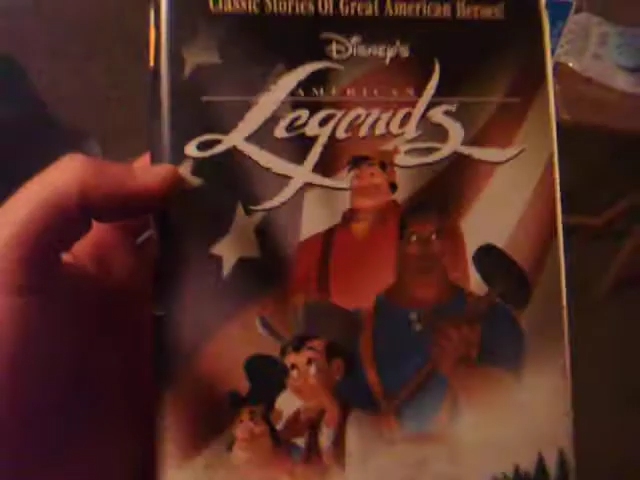 Classic Stories Of Great American Heroes!
Disney's
AMERICAN
Legends